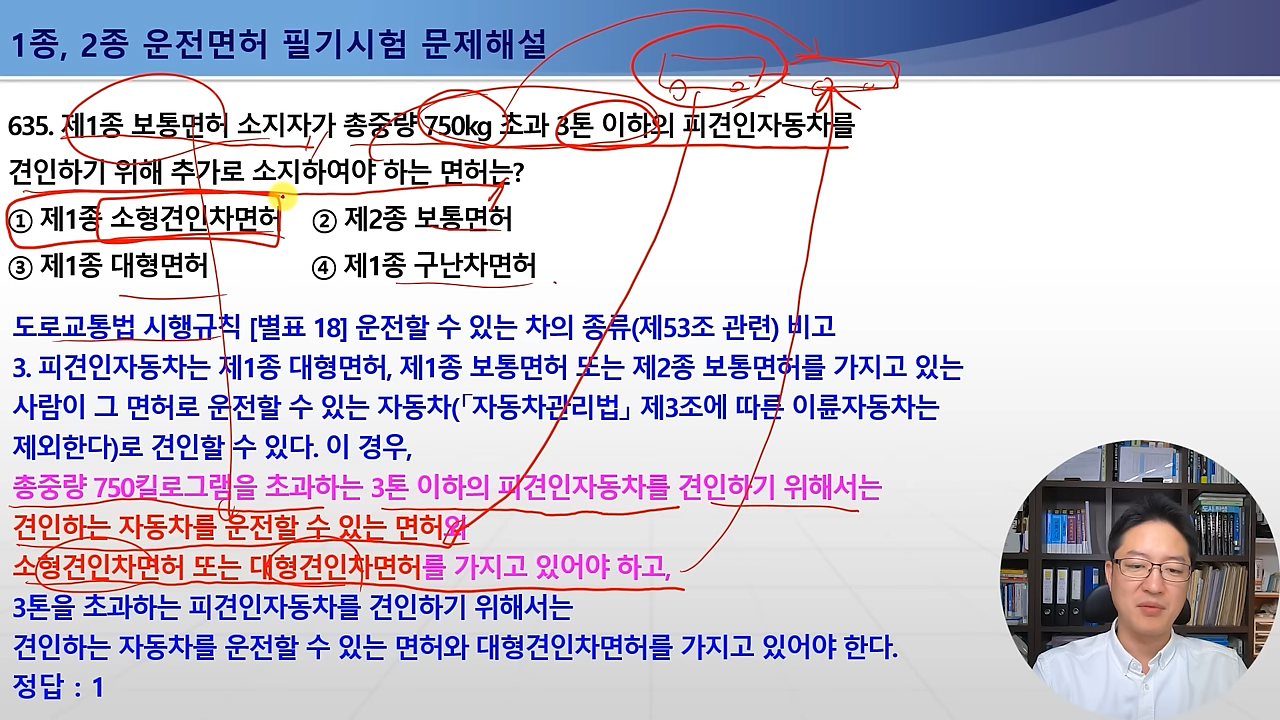 1종, 2종 운전면허 필기시험 문제해설
635. 제1종 보통면허 소지자가 총중량 750kg 초과 3톤 이하의 피견인자동차를
견인하기 위해 추가로 소지하여야 하는 면허는?
① 제1종 소형견인차면허 ② 제2종 보통면허
③ 제1종 대형면허 ④ 제1종 구난차면허
도로교통법 시행규칙 [별표 18] 운전할 수 있는 차의 종류(제53조 관련) 비고
3. 피견인자동차는 제1종 대형면허, 제1종 보통면허 또는 제2종 보통면허를 가지고 있는
사람이 그 면허로 운전할 수 있는 자동차(「자동차관리법」 제3조에 따른 이륜자동차는
제외한다)로 견인할 수 있다. 이 경우,
총중량 750킬로그램을 초과하는 3톤 이하의 피견인자동차를 견인하기 위해서는
견인하는 자동차를 운전할 수 있는 면허와
소형견인차면허 또는 대형견인차면허를 가지고 있어야 하고,
3톤을 초과하는 피견인자동차를 견인하기 위해서는
견인하는 자동차를 운전할 수 있는 면허와 대형견인차면허를 가지고 있어야 한다.
정답 : 1